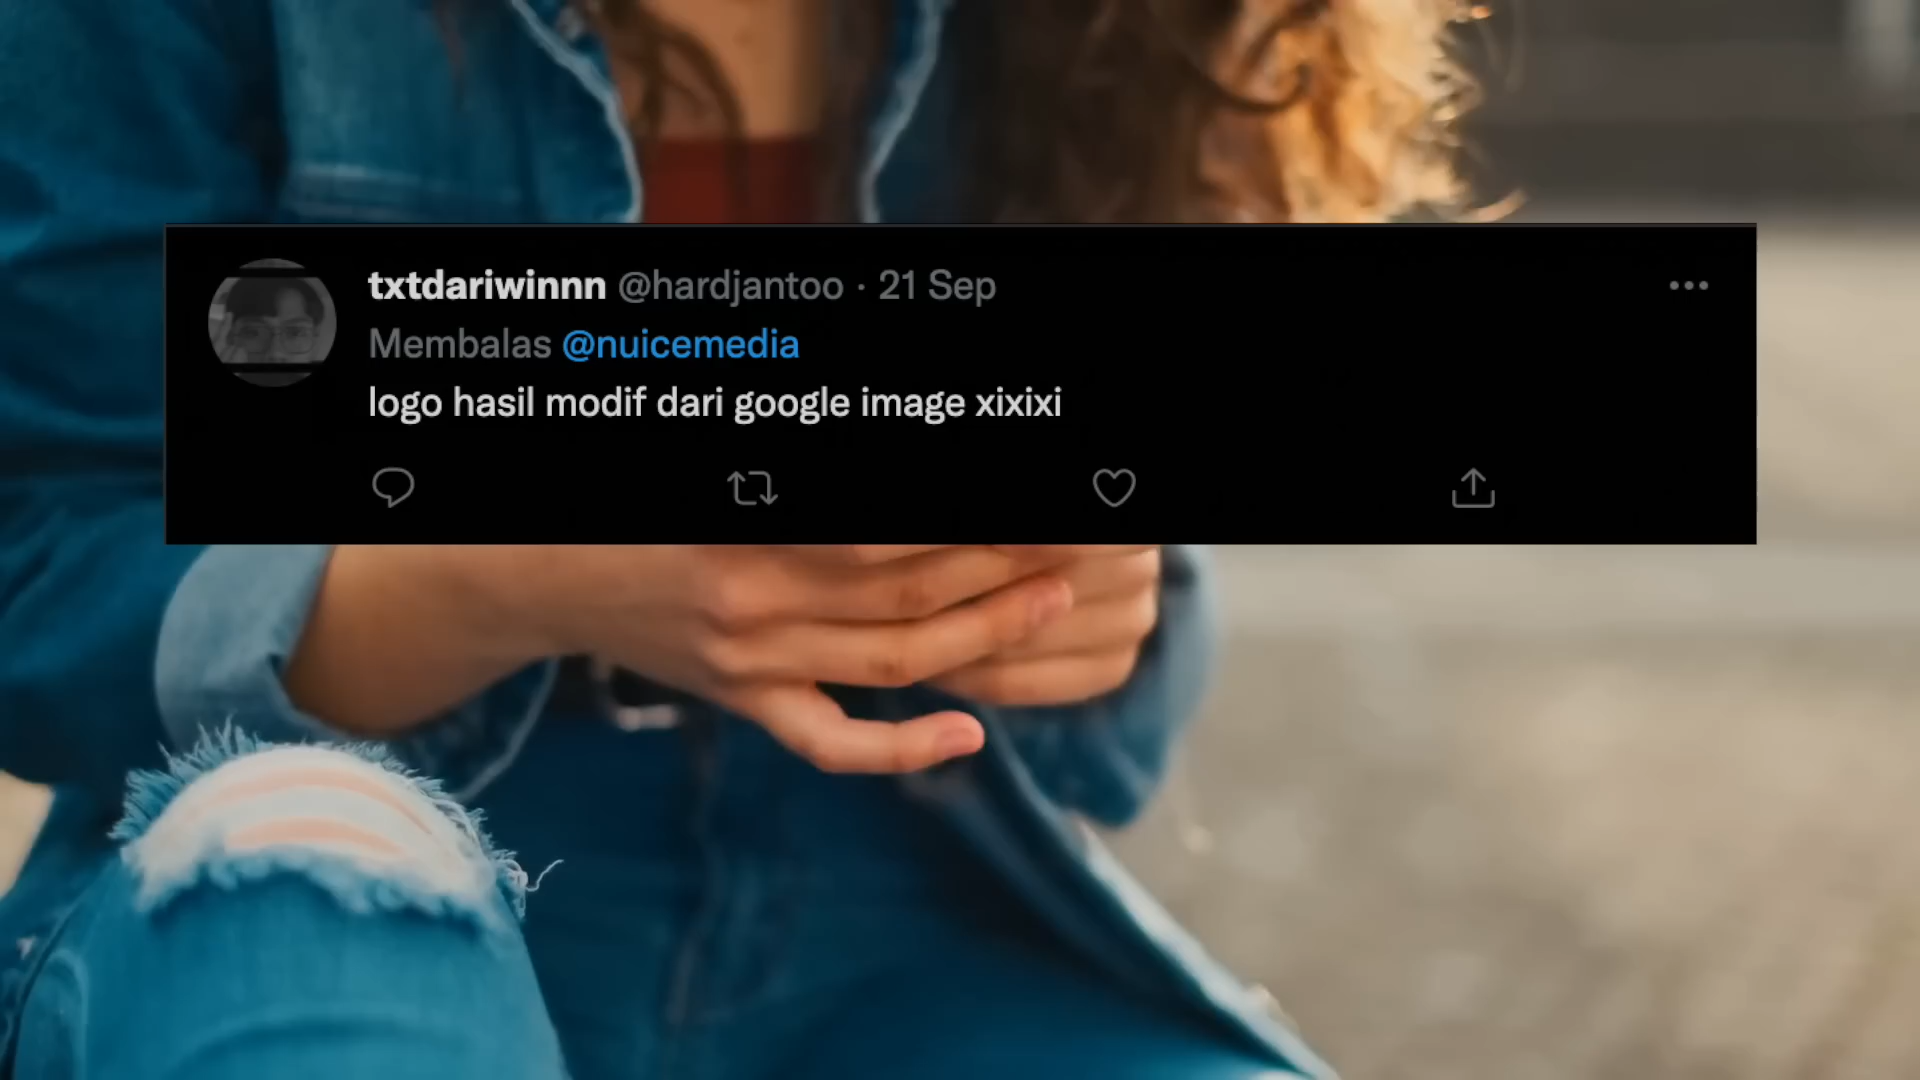 txtdariwinnn @hardjantoo · 21 Sep
Membalas @nuicemedia
logo hasil modif dari google image xixixi